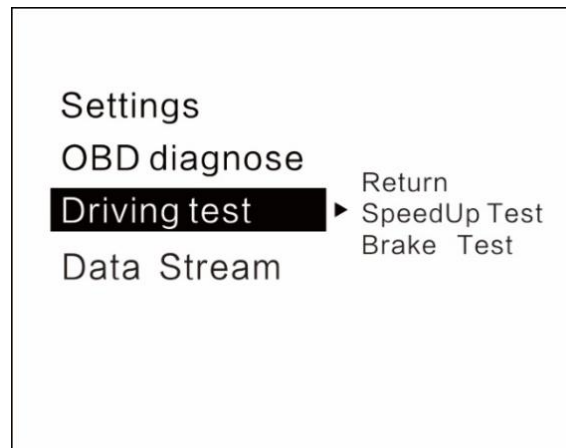 Settings
OBD diagnose
Driving test
Data Stream
Return
SpeedUp Test
Brake Test